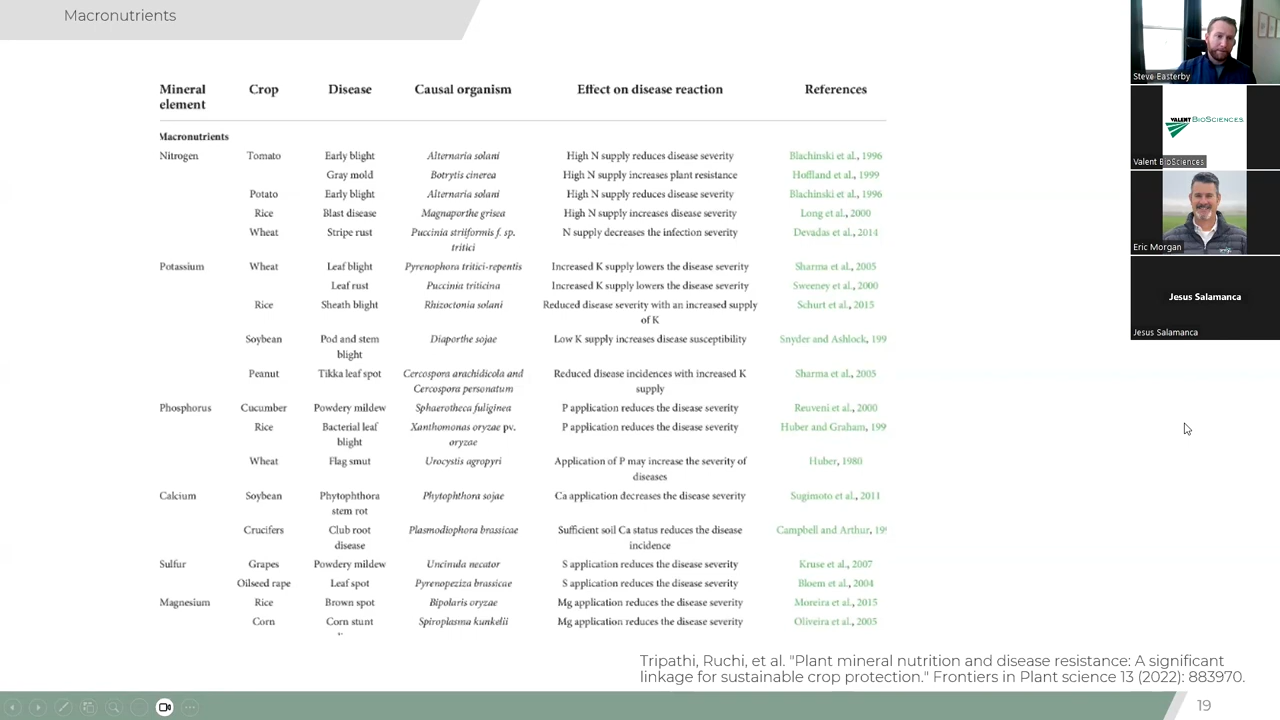 Macronutrients
Mineral element Crop Disease Causal organism Effect on disease reaction References
Macronutrients
Nitrogen Tomato Early blight Alternaria solani High N supply reduces disease severity Blachinski et al., 1996
Gray mold Botrytis cinerea High N supply increases plant resistance Hoffland et al., 1999
Potato Early blight Alternaria solani High N supply reduces disease severity Blachinski et al., 1996
Rice Blast disease Magnaporthe grisea High N supply increases disease severity Long et al., 2000
Wheat Stripe rust Puccinia striiformis f. sp. tritici N supply decreases the infection severity Devadas et al., 2014
Potassium Wheat Leaf blight Pyrenophora tritici-repentis Increased K supply lowers the disease severity Sharma et al., 2005
Leaf rust Puccinia triticina Increased K supply lowers the disease severity Sweeney et al., 2000
Rice Sheath blight Rhizoctonia solani Reduced disease severity with an increased supply of K Schurt et al., 2015
Soybean Pod and stem blight Diaporthe sojae Low K supply increases disease susceptibility Snyder and Ashlock, 199
Peanut Tikka leaf spot Cercospora arachidicola and Cercospora personatum Reduced disease incidences with increased K supply Sharma et al., 2005
Phosphorus Cucumber Powdery mildew Sphaerotheca fuliginea P application reduces the disease severity Reuveni et al., 2000
Rice Bacterial leaf blight Xanthomonas oryzae pv. oryzae P application reduces the disease severity Huber and Graham, 199
Wheat Flag smut Urocystis agropyri Application of P may increase the severity of diseases Huber, 1980
Calcium Soybean Phytophthora stem rot Phytophthora sojae Ca application decreases the disease severity Sugimoto et al., 2011
Crucifers Club root disease Plasmodiophora brassicae Sufficient soil Ca status reduces the disease incidence Campbell and Arthur, 19
Sulfur Grapes Powdery mildew Uncinula necator S application reduces the disease severity Kruse et al., 2007
Oilseed rape Leaf spot Pyrenopeziza brassicae S application reduces the disease severity Bloem et al., 2004
Magnesium Rice Brown spot Bipolaris oryzae Mg application reduces the disease severity Moreira et al., 2015
Corn Corn stunt Spiroplasma kunkelii Mg application reduces the disease severity Oliveira et al., 2005
Tripathi, Ruchi, et al. "Plant mineral nutrition and disease resistance: A significant
linkage for sustainable crop protection." Frontiers in Plant science 13 (2022): 883970.
19
Steve Easterby
VALENT BIOSCIENCES.
Valent BioSciences
Eric Morgan
Jesus Salamanca
Jesus Salamanca